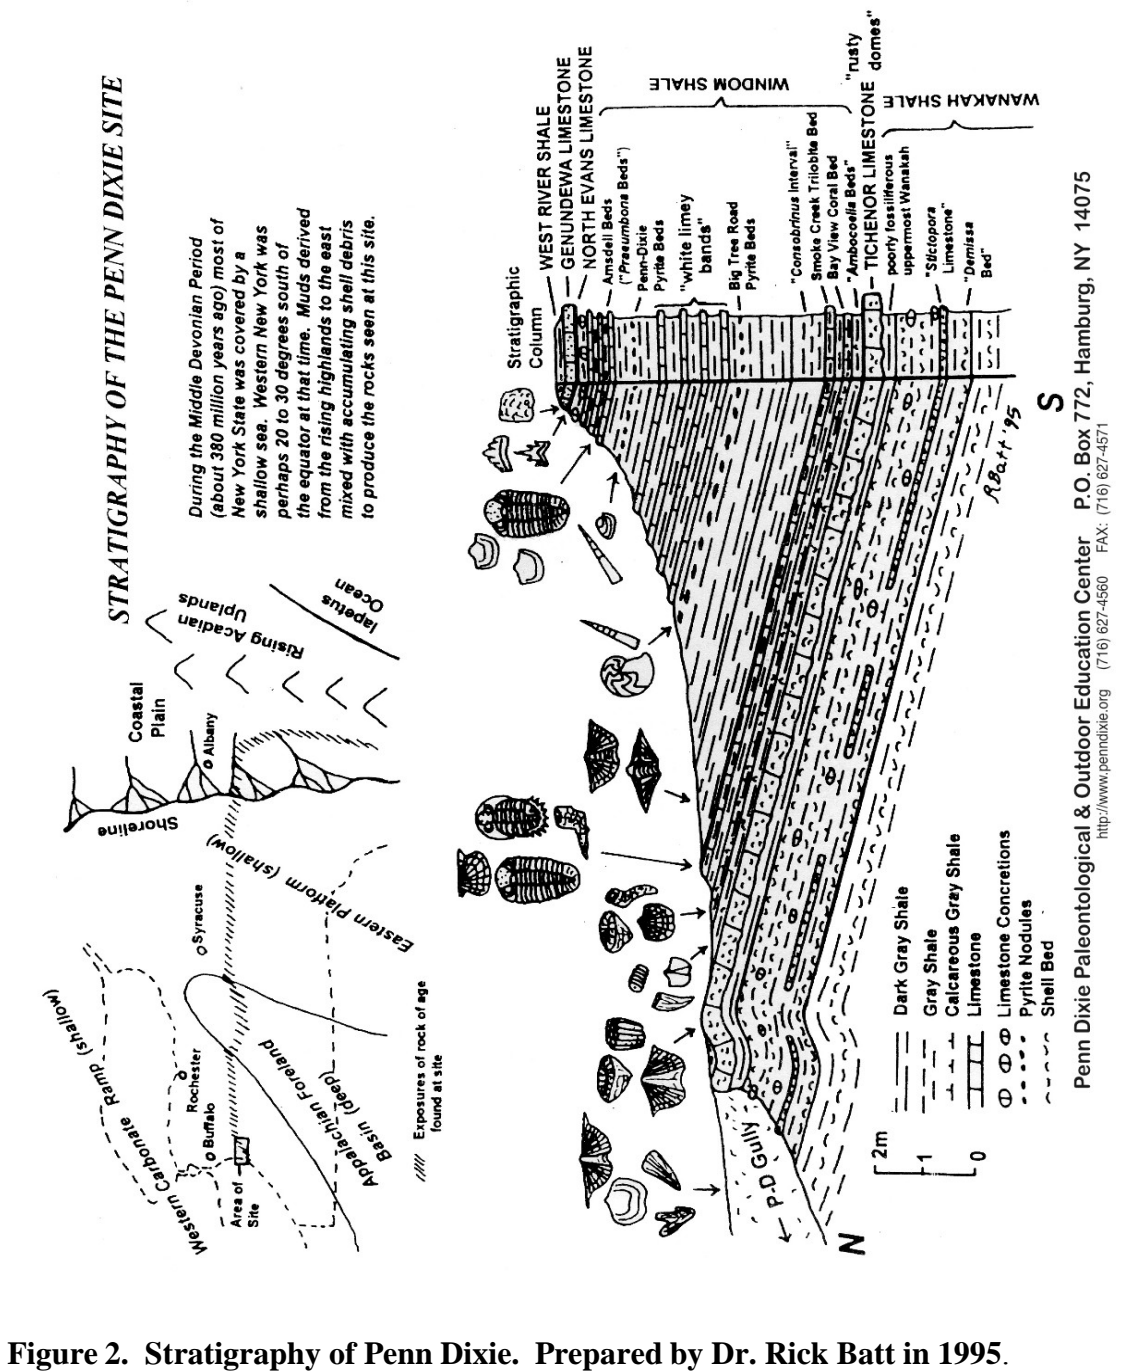 STRATIGRAPHY OF THE PENN DIXIE SITE
During the Middle Devonian Period
(about 380 million years ago) most of
New York State was covered by a
shallow sea. Western New York was
perhaps 20 to 30 degrees south of
the equator at that time. Muds derived
from the rising highlands to the east
mixed with accumulating shell debris
to produce the rocks seen at this site.
Western Carbonate Ramp (shallow)
Rochester
Buffalo
Area of
Site
Syracuse
Appalachian Foreland
Basin (deep)
Eastern Platform (shallow)
Shoreline
Coastal
Plain
Albany
Rising Acadian
Uplands
Iapetus
Ocean
Exposures of rock of age
found at site
Stratigraphic
Column
WEST RIVER SHALE
GENUNDEWA LIMESTONE
NORTH EVANS LIMESTONE
Amsdell Beds
("Praeumbona Beds")
Penn-Dixie
Pyrite Beds
"white limey
bands"
Big Tree Road
Pyrite Beds
"Consobrinus Interval"
Smoke Creek Trilobite Bed
Bay View Coral Bed
"Ambocoelia Beds"
WINDOM SHALE
TICHENOR LIMESTONE
"rusty
domes"
poorly fossiliferous
uppermost Wanakah
"Stictopora
Limestone"
"Demissa
Bed"
WANAKAH SHALE
P-D Gully
N
S
R. Batt '95
2m
1
0
Dark Gray Shale
Gray Shale
Calcareous Gray Shale
Limestone
Limestone Concretions
Pyrite Nodules
Shell Bed
Penn Dixie Paleontological & Outdoor Education Center P.O. Box 772, Hamburg, NY 14075
http://www.penndixie.org (716) 627-4560 FAX: (716) 627-4571
Figure 2. Stratigraphy of Penn Dixie. Prepared by Dr. Rick Batt in 1995.